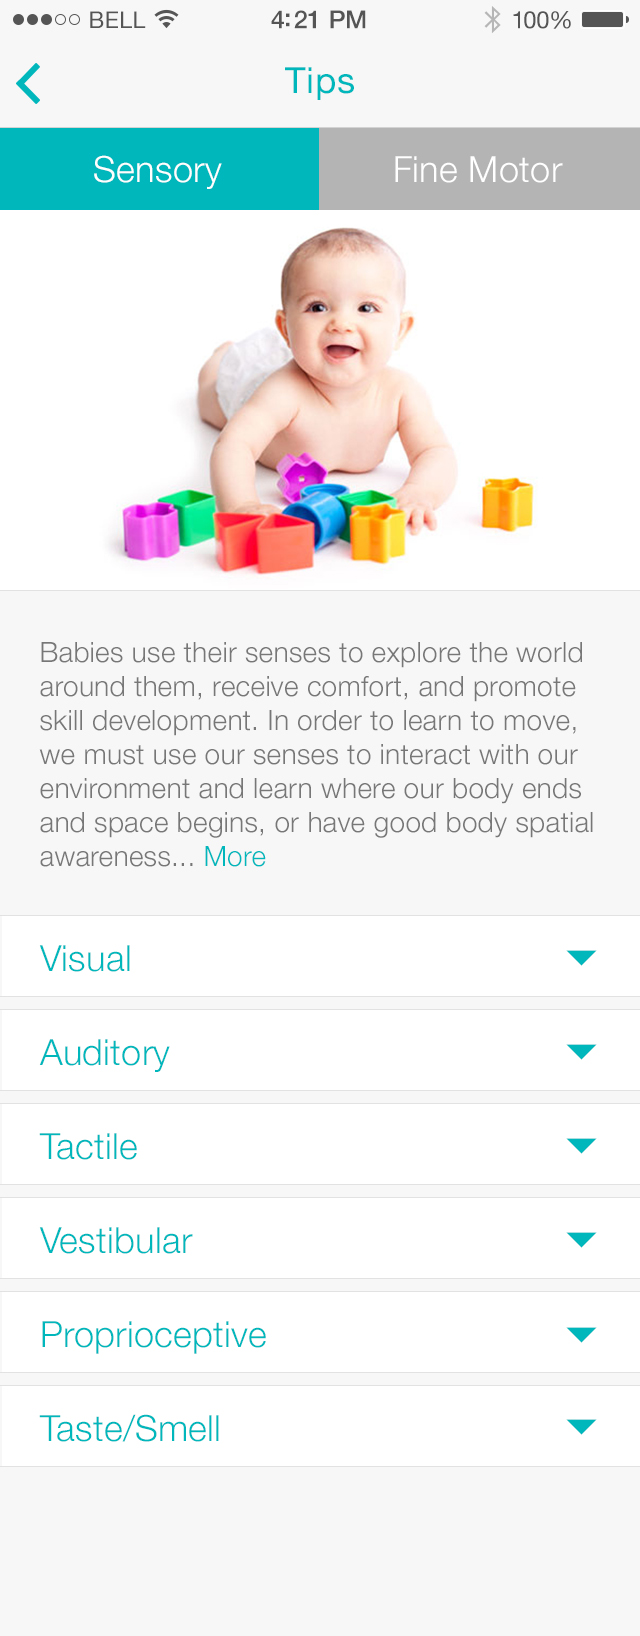 BELL 4:21 PM 100%
Tips
Sensory Fine Motor
Babies use their senses to explore the world
around them, receive comfort, and promote
skill development. In order to learn to move,
we must use our senses to interact with our
environment and learn where our body ends
and space begins, or have good body spatial
awareness... More
Visual
Auditory
Tactile
Vestibular
Proprioceptive
Taste/Smell